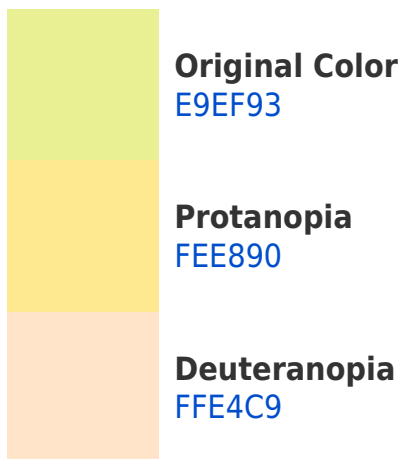 Original Color
E9EF93
Protanopia
FEE890
Deuteranopia
FFE4C9